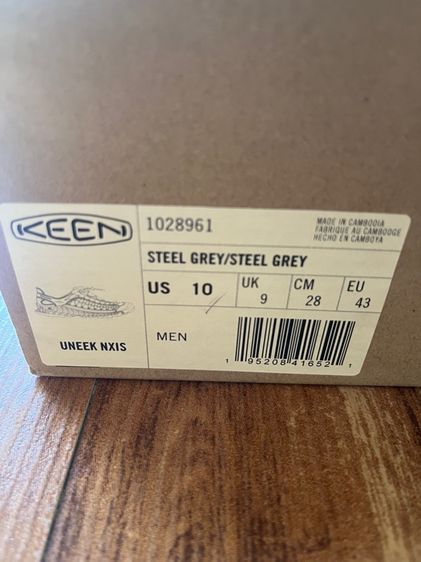 KEEN
1028961
MADE IN CAMBODIA
FABRIQUE AU CAMBODGE
HECHO EN CAMBOYA
STEEL GREY/STEEL GREY
US 10
UK 9
CM 28
EU 43
UNEEK NXIS
MEN
1 95208 41652 1